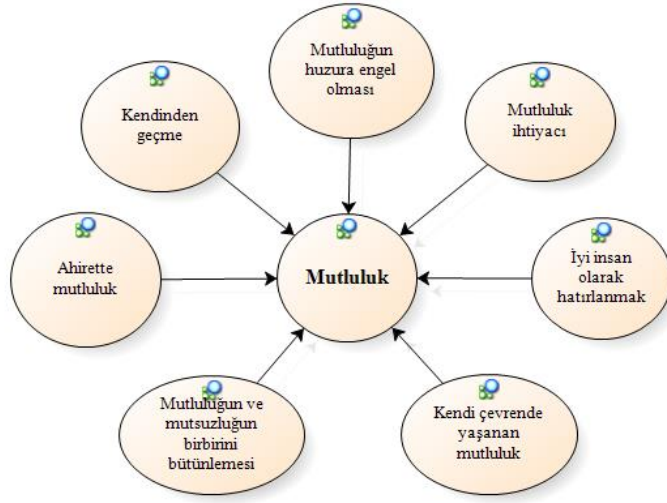 Mutluluğun
huzura engel
olması
Kendinden
geçme
Mutluluk
ihtiyacı
Ahirette
mutluluk
Mutluluk
İyi insan
olarak
hatırlanmak
Mutluluğun ve
mutsuzluğun
birbirini
bütünlemesi
Kendi çevrende
yaşanan
mutluluk